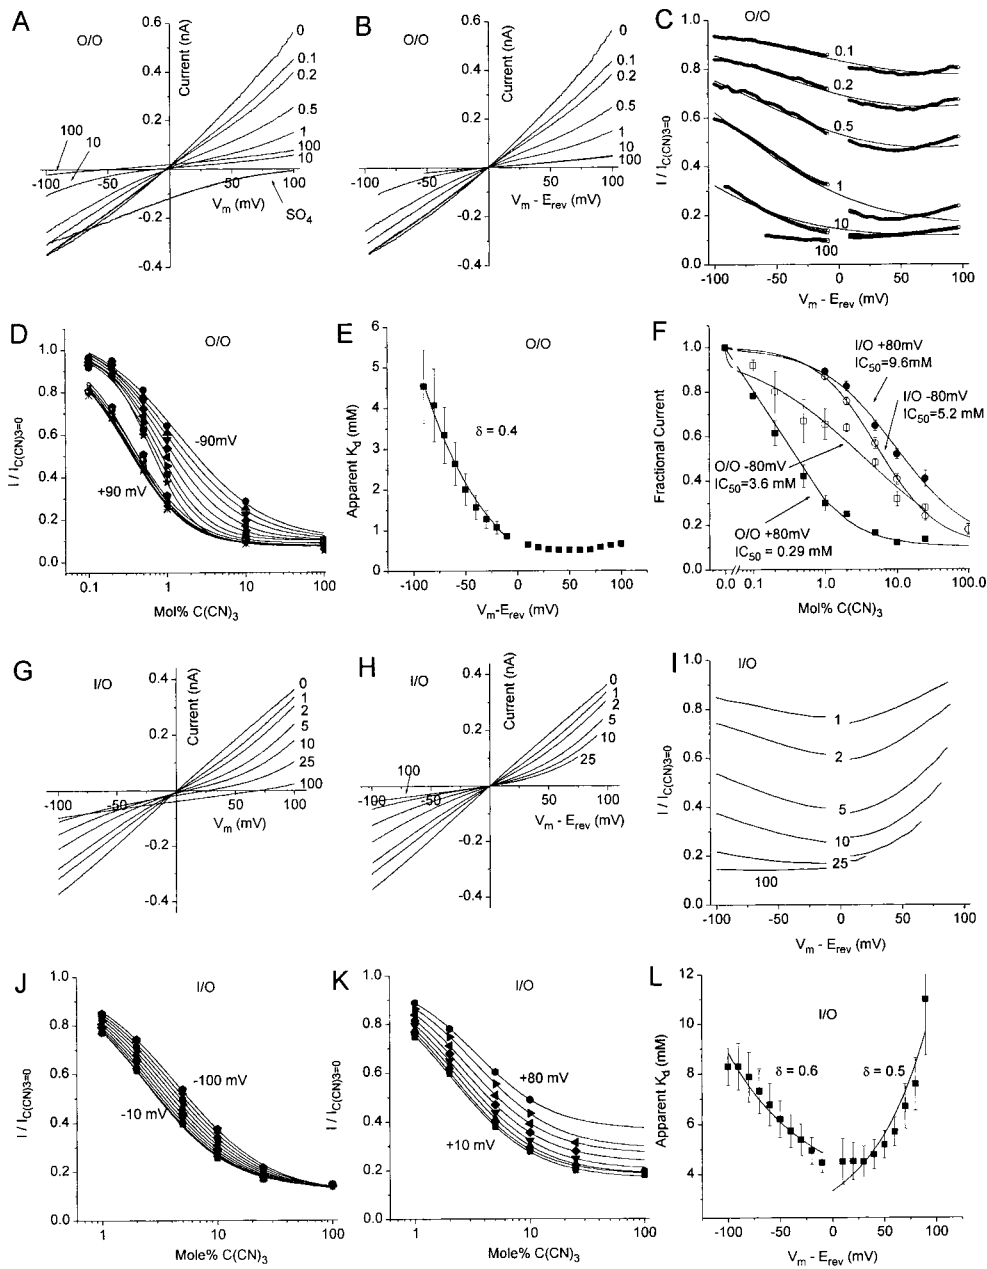 A
O/O
Current (nA)
0.6
0.4
0.2
-0.2
-0.4
0
0.1
0.2
0.5
1
100
10
100
10
-100
-50
50
100
V_m (mV)
SO_4
B
O/O
Current (nA)
0.6
0.4
0.2
-0.2
-0.4
0
0.1
0.2
0.5
1
10
100
-100
-50
50
100
V_m - E_rev (mV)
C
O/O
I / I_C(CN)3=0
1.0
0.8
0.6
0.4
0.2
0.0
0.1
0.2
0.5
1
10
100
-100
-50
0
50
100
V_m - E_rev (mV)
D
O/O
I / I_C(CN)3=0
1.0
0.8
0.6
0.4
0.2
0.0
-90mV
+90 mV
0.1
1
10
100
Mol% C(CN)_3
E
O/O
Apparent K_d (mM)
6
5
4
3
2
1
0
δ = 0.4
-100
-50
0
50
100
V_m-E_rev (mV)
F
Fractional Current
1.0
0.8
0.6
0.4
0.2
0.0
I/O +80mV
IC_50=9.6mM
I/O -80mV
IC_50=5.2 mM
O/O -80mV
IC_50=3.6 mM
O/O +80mV
IC_50 = 0.29 mM
0.0
0.1
1.0
10.0
100.0
Mol% C(CN)_3
G
I/O
Current (nA)
0.4
0.2
-0.2
-0.4
0
1
2
5
10
25
100
-100
-50
50
100
V_m (mV)
H
I/O
Current (nA)
0.4
0.2
-0.2
-0.4
0
1
2
5
10
25
100
-100
-50
50
100
V_m - E_rev (mV)
I
I/O
I / I_C(CN)3=0
1.0
0.8
0.6
0.4
0.2
0.0
1
2
5
10
25
100
-100
-50
0
50
100
V_m - E_rev (mV)
J
I/O
I / I_C(CN)3=0
1.0
0.8
0.6
0.4
0.2
0.0
-100 mV
-10 mV
1
10
100
Mole% C(CN)_3
K
I/O
I / I_C(CN)3=0
1.0
0.8
0.6
0.4
0.2
0.0
+80 mV
+10 mV
1
10
100
Mole% C(CN)_3
L
I/O
Apparent K_d (mM)
12
10
8
6
4
δ = 0.6
δ = 0.5
-100
-50
0
50
100
V_m - E_rev (mV)